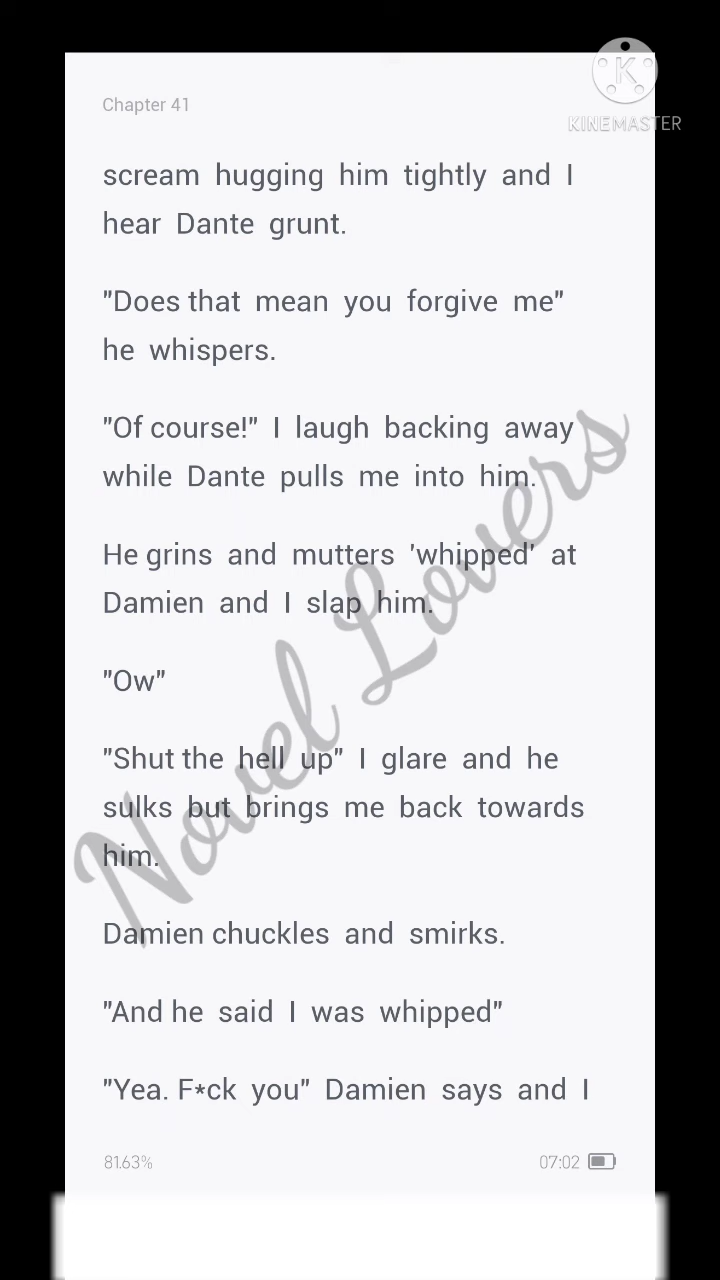 Chapter 41
KINEMASTER
scream hugging him tightly and I
hear Dante grunt.
"Does that mean you forgive me"
he whispers.
"Of course!" I laugh backing away
while Dante pulls me into him.
He grins and mutters 'whipped' at
Damien and I slap him.
"Ow"
"Shut the hell up" I glare and he
sulks but brings me back towards
him.
Damien chuckles and smirks.
"And he said I was whipped"
"Yea. F*ck you" Damien says and I
Novel Lovers
81.63%
07:02